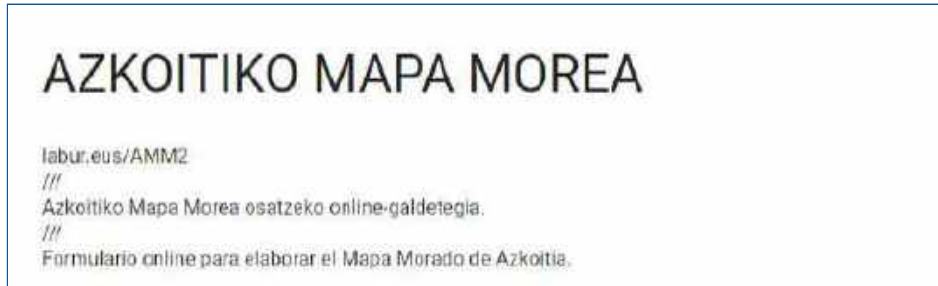 AZKOITIKO MAPA MOREA
labur.eus/AMM2
///
Azkoitiko Mapa Morea osatzeko online-galdetegia.
///
Formulario online para elaborar el Mapa Morado de Azkoitia.